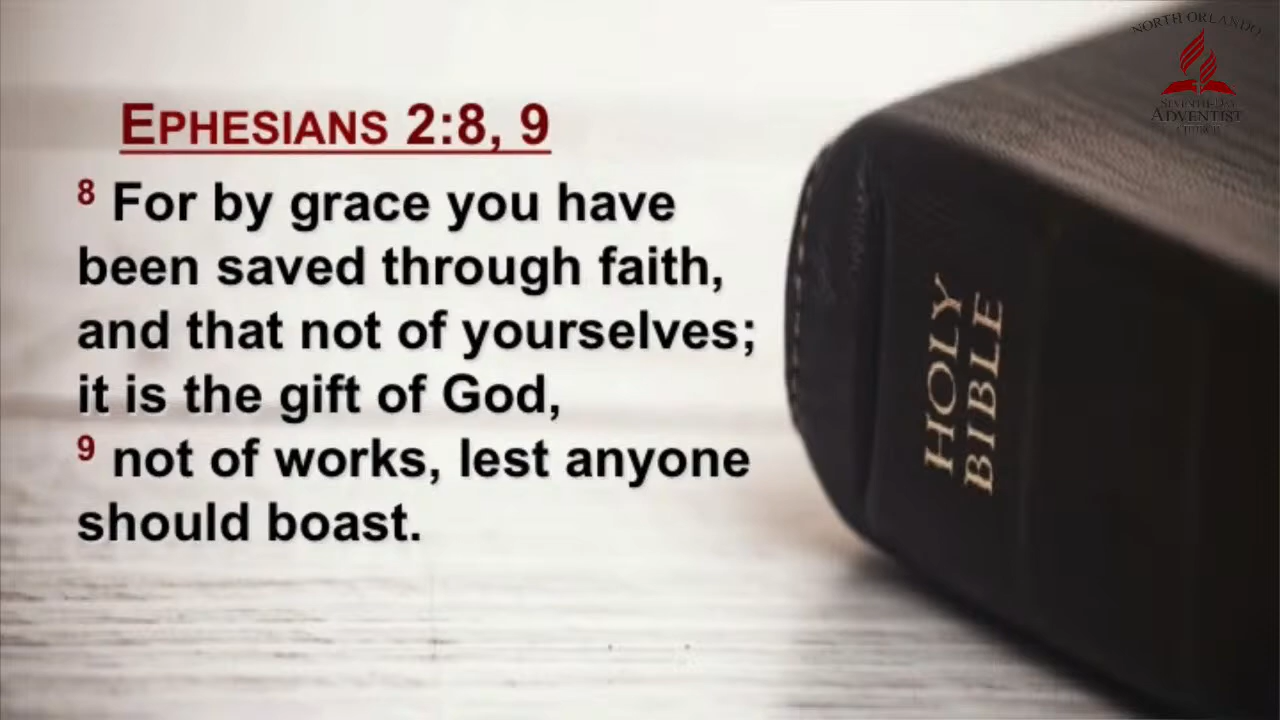 NORTH ORLANDO
SEVENTH-DAY
ADVENTIST
CHURCH
EPHESIANS 2:8, 9
8 For by grace you have
been saved through faith,
and that not of yourselves;
it is the gift of God,
9 not of works, lest anyone
should boast.
HOLY
BIBLE